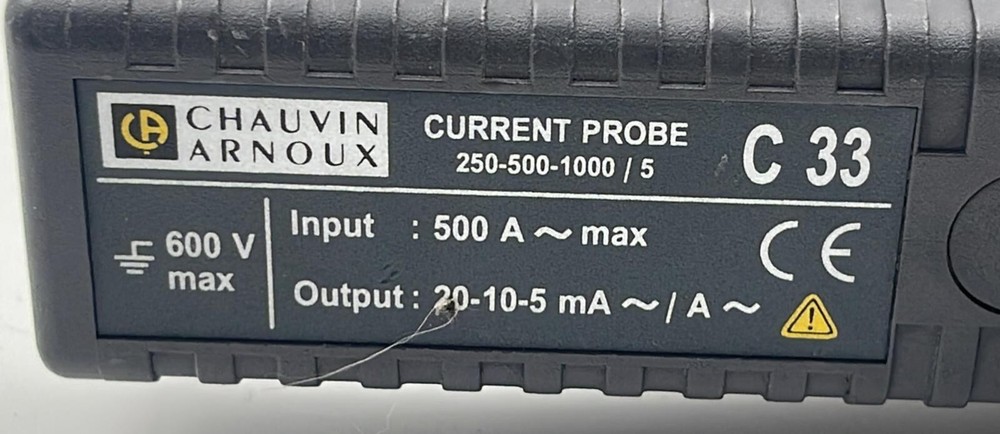 CA CHAUVIN ARNOUX
CURRENT PROBE
250-500-1000 / 5
C 33
600 V
max
Input : 500 A ~ max
Output : 20-10-5 mA ~ / A ~
CE